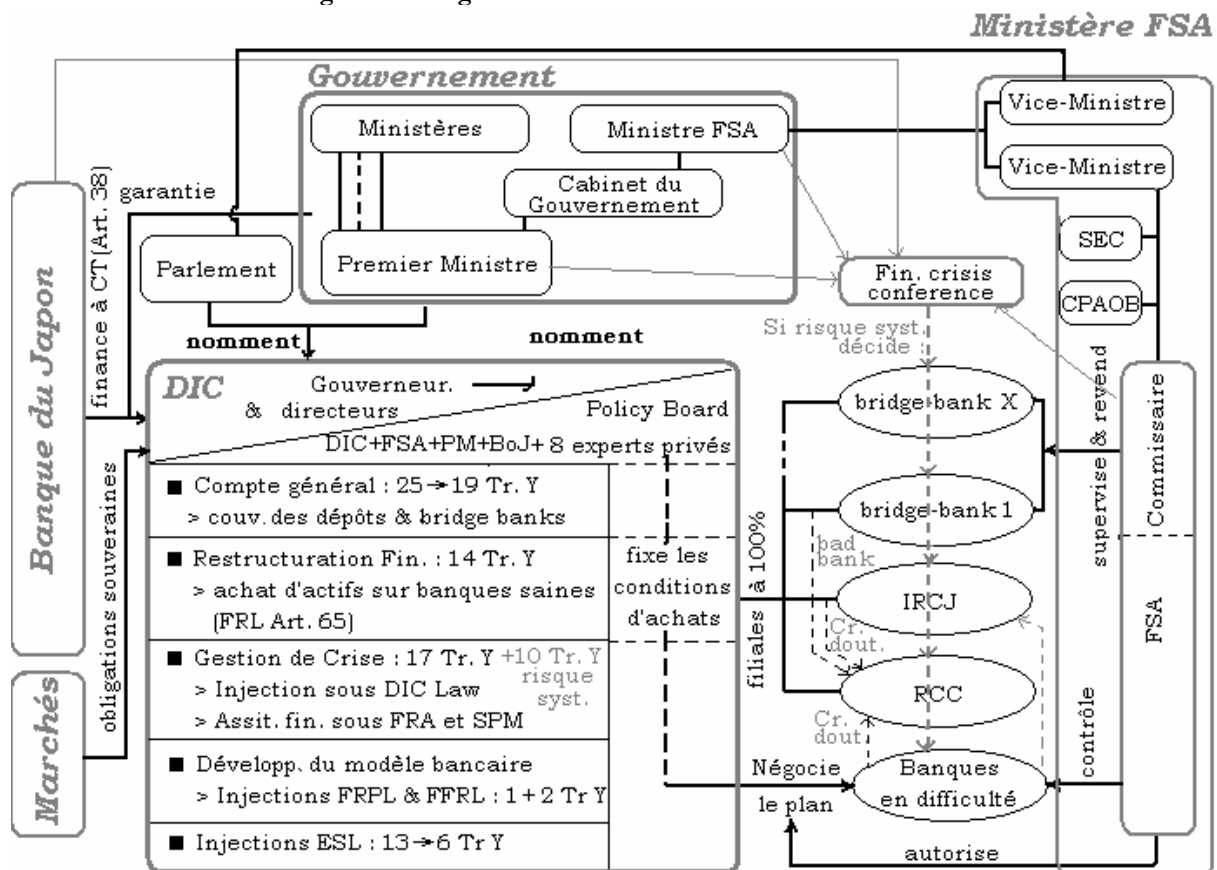 Ministère FSA
Gouvernement
Vice-Ministre
Ministères
Ministre FSA
Vice-Ministre
Cabinet du
Gouvernement
garantie
finance à CT (Art. 38)
Banque du Japon
SEC
Parlement
Premier Ministre
Fin. crisis
conference
CPAOB
Si risque syst.
décide :
nomment
nomment
DIC
Gouverneur.
& directeurs
Policy Board
DIC+FSA+PM+BoJ+ 8 experts privés
bridge-bank X
supervise & revend
Commissaire
obligations souveraines
■ Compte général : 25→19 Tr. Y
> couv. des dépôts & bridge banks
bridge-bank 1
bad
bank
■ Restructuration Fin. : 14 Tr. Y
> achat d'actifs sur banques saines
(FRL Art. 65)
fixe les
conditions
d'achats
filiales à 100%
IRCJ
FSA
Cr.
dout.
■ Gestion de Crise : 17 Tr. Y +10 Tr. Y
risque
syst.
> Injection sous DIC Law
> Assit. fin. sous FRA et SPM
RCC
Cr.
dout.
contrôle
Marchés
■ Développ. du modèle bancaire
> Injections FRPL & FFRL : 1 + 2 Tr Y
Négocie
le plan
Banques
en difficulté
■ Injections ESL : 13→6 Tr Y
autorise